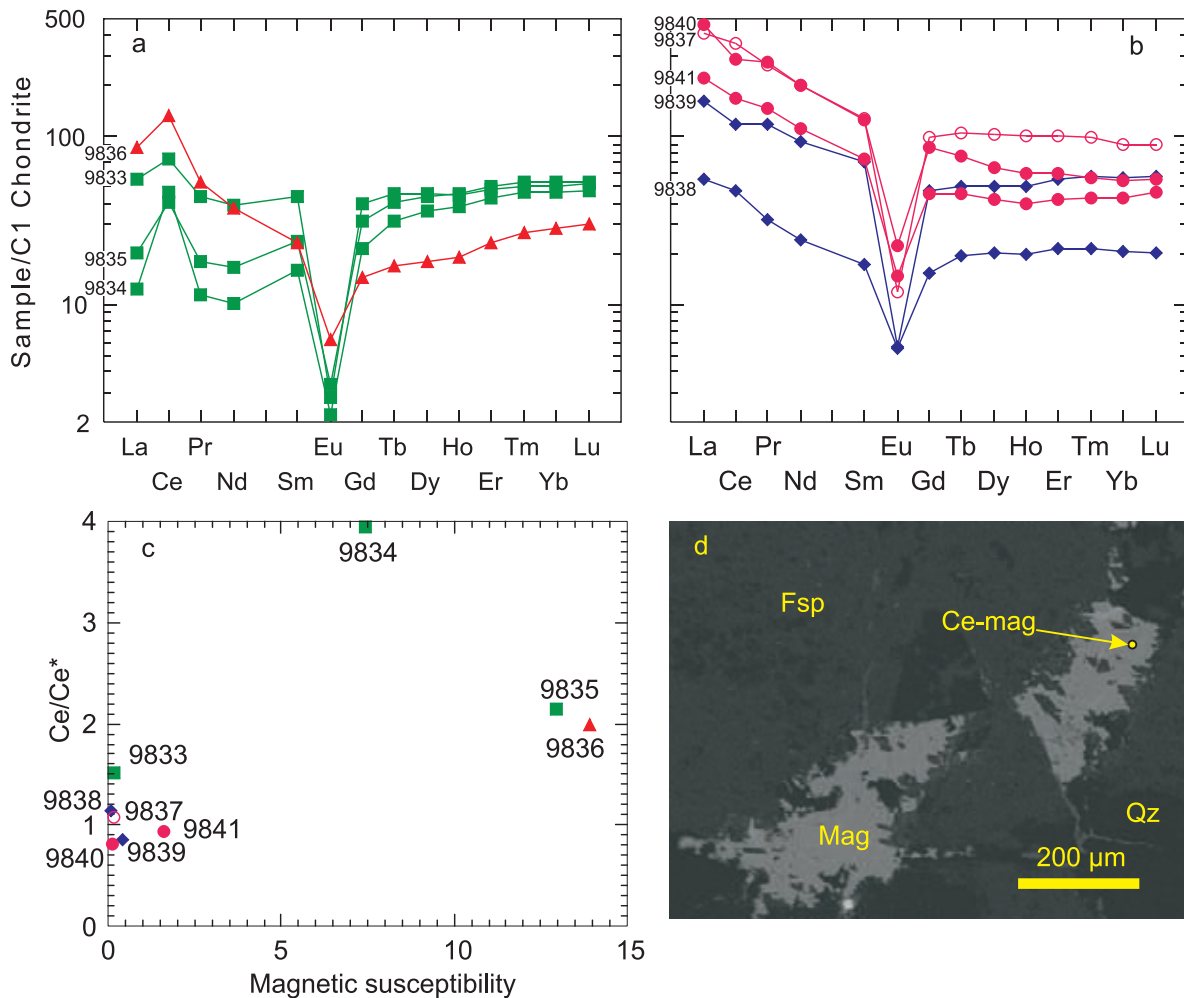 500
100
10
2
Sample/C1 Chondrite
a
9836
9833
9835
9834
La Pr Eu Tb Ho Tm Lu
Ce Nd Sm Gd Dy Er Yb
b
9840
9837
9841
9839
9838
La Pr Eu Tb Ho Tm Lu
Ce Nd Sm Gd Dy Er Yb
c
4
3
2
1
0
Ce/Ce*
9834
9835
9836
9833
9838
9837
9841
9840
9839
0 5 10 15
Magnetic susceptibility
d
Fsp
Ce-mag
Mag
Qz
200 µm